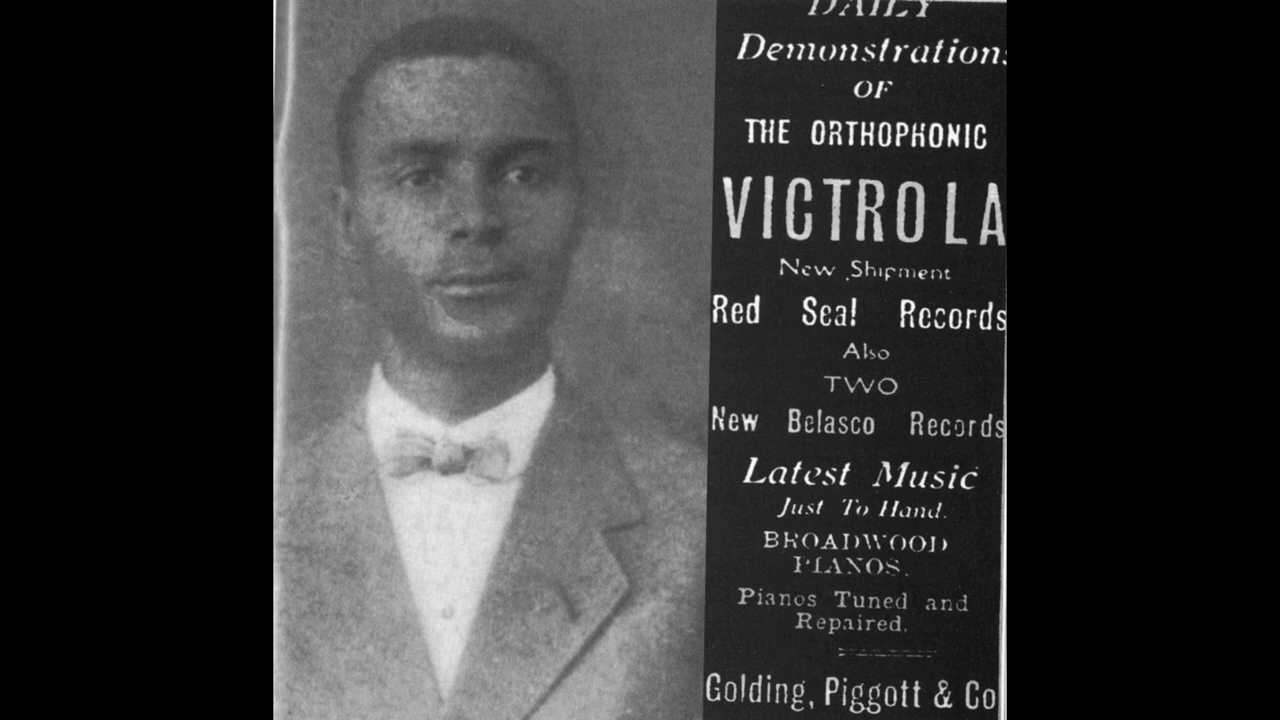 DAILY
Demonstrations
OF
THE ORTHOPHONIC
VICTROLA
New Shipment
Red Seal Records
Also
TWO
New Belasco Records
Latest Music
Just To Hand.
BROADWOOD
PIANOS.
Pianos Tuned and
Repaired.
Golding, Piggott & Co